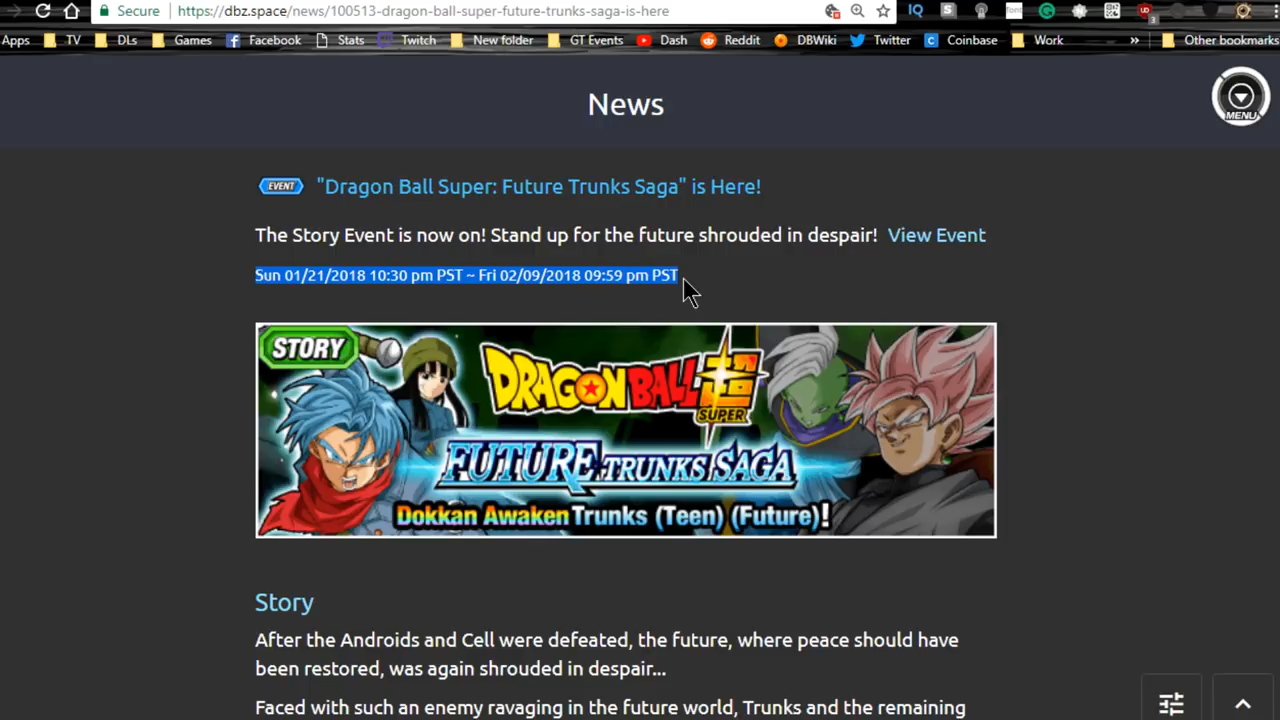 https://dbz.space/news/100513-dragon-ball-super-future-trunks-saga-is-here
Secure
IQ
S
font
UD
3
Apps
TV
DLs
Games
Facebook
Stats
Twitch
New folder
GT Events
Dash
Reddit
DBWiki
Twitter
Coinbase
Work
»
Other bookmarks
News
MENU
EVENT "Dragon Ball Super: Future Trunks Saga" is Here!
The Story Event is now on! Stand up for the future shrouded in despair! View Event
Sun 01/21/2018 10:30 pm PST ~ Fri 02/09/2018 09:59 pm PST
STORY
DRAGON BALL 超
SUPER
FUTURE TRUNKS SAGA
Dokkan Awaken Trunks (Teen) (Future)!
Story
After the Androids and Cell were defeated, the future, where peace should have
been restored, was again shrouded in despair...
Faced with such an enemy ravaging in the future world, Trunks and the remaining